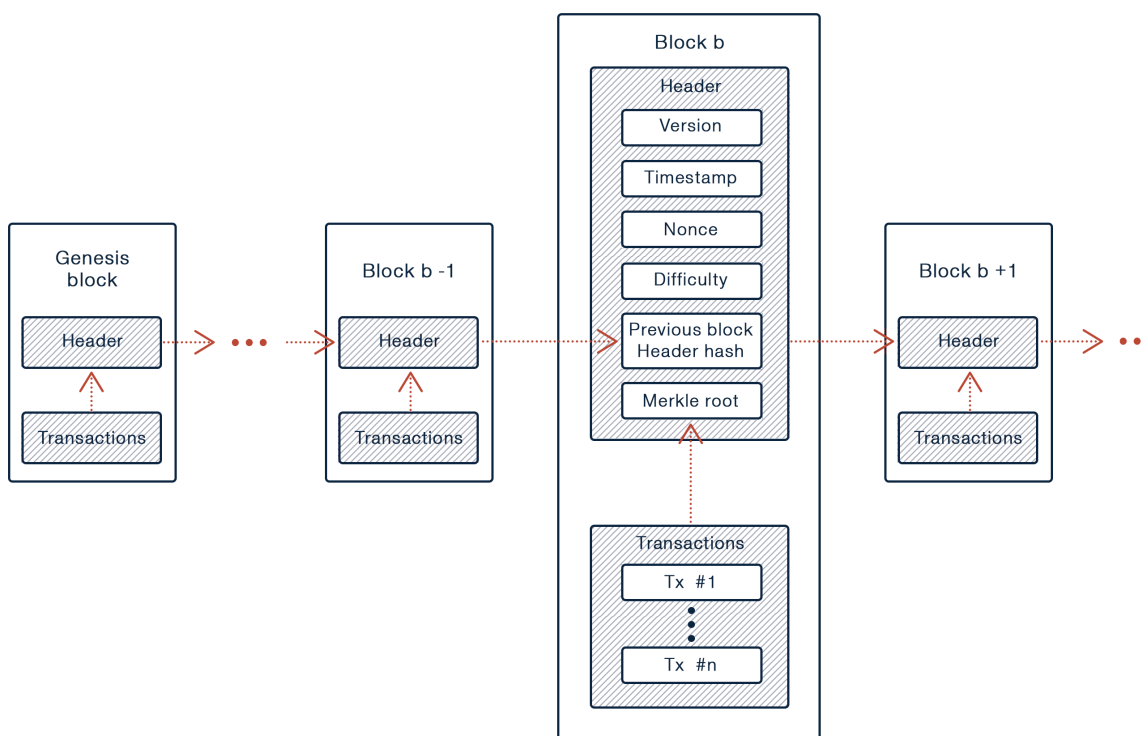 Genesis
block
Header
Transactions
Block b -1
Header
Transactions
Block b
Header
Version
Timestamp
Nonce
Difficulty
Previous block
Header hash
Merkle root
Transactions
Tx #1
Tx #n
Block b +1
Header
Transactions